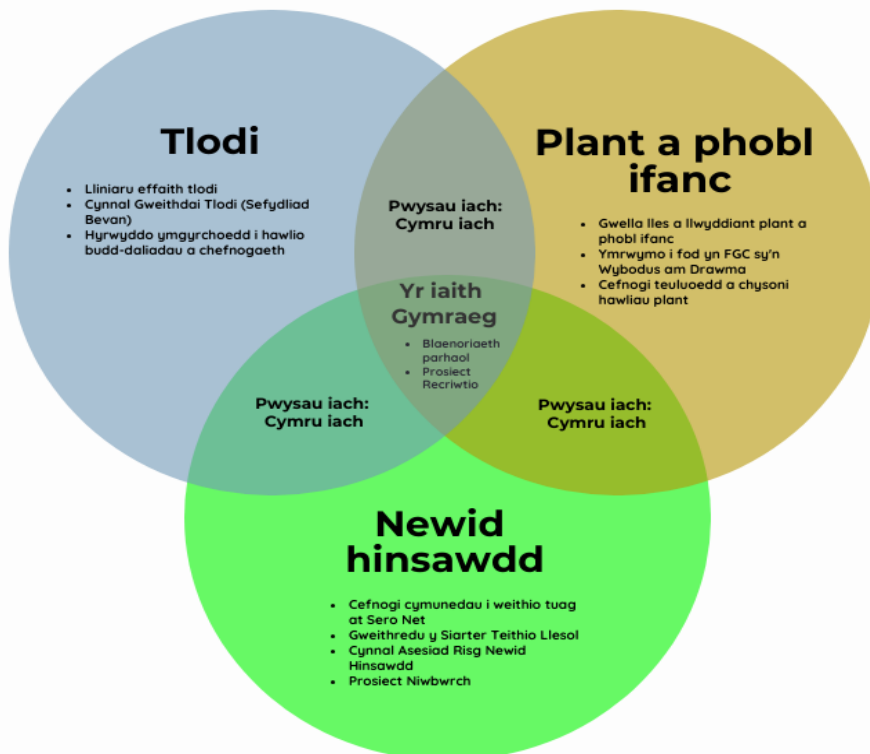 Tlodi
• Lliniaru effaith tlodi
• Cynnal Gweithdai Tlodi (Sefydliad
Bevan)
• Hyrwyddo ymgyrchoedd i hawlio
budd-daliadau a chefnogaeth
Plant a phobl
ifanc
• Gwella lles a llwyddiant plant a
phobl ifanc
• Ymrwymo i fod yn FGC sy'n
Wybodus am Drawma
• Cefnogi teuluoedd a chysoni
hawliau plant
Pwysau iach:
Cymru iach
Yr iaith
Gymraeg
• Blaenoriaeth
parhaol
• Prosiect
Recriwtio
Pwysau iach:
Cymru iach
Pwysau iach:
Cymru iach
Newid
hinsawdd
• Cefnogi cymunedau i weithio tuag
at Sero Net
• Gweithredu y Siarter Teithio Llesol
• Cynnal Asesiad Risg Newid
Hinsawdd
• Prosiect Niwbwrch